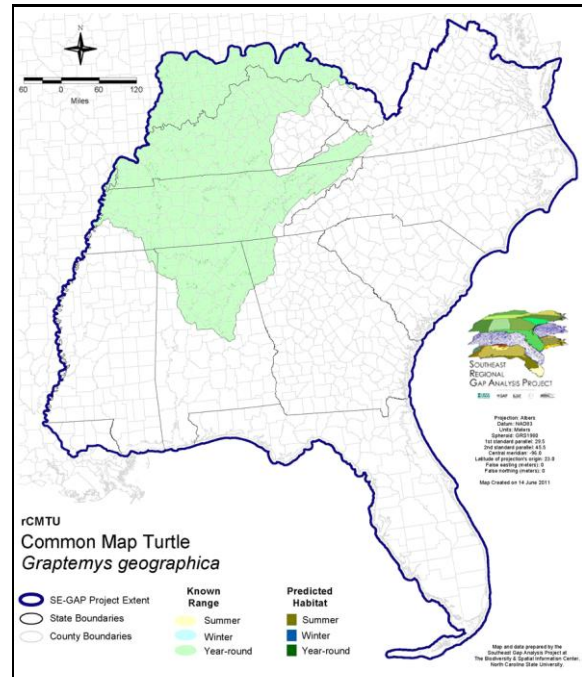 N
60 0 60 120
Miles
SOUTHEAST
REGIONAL
GAP ANALYSIS PROJECT
Projection: Albers
Datum: NAD83
Units: Meters
Spheroid: GRS1980
1st standard parallel: 29.5
2nd standard parallel: 45.5
Central meridian: -96.0
Latitude of projection's origin: 23.0
False easting (meters): 0
False northing (meters): 0
Map Created on 14 June 2011
rCMTU
Common Map Turtle
Graptemys geographica
SE-GAP Project Extent
State Boundaries
County Boundaries
Known
Range
Summer
Winter
Year-round
Predicted
Habitat
Summer
Winter
Year-round
Map and data prepared by the
Southeast Gap Analysis Project at
The Biodiversity & Spatial Information Center,
North Carolina State University.